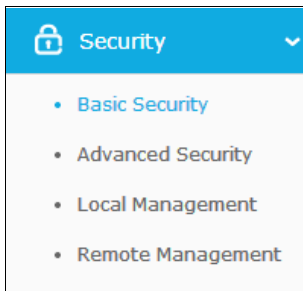 Security
Basic Security
Advanced Security
Local Management
Remote Management